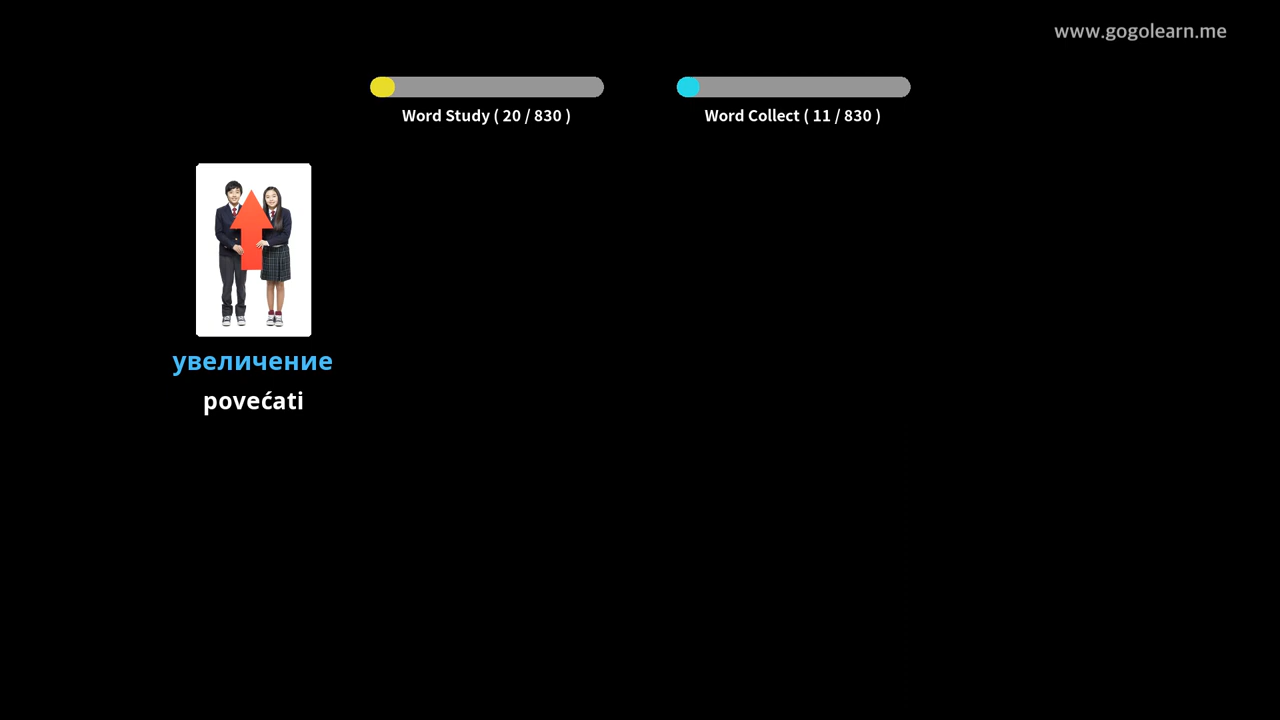 www.gogolearn.me
Word Study ( 20 / 830 )
Word Collect ( 11 / 830 )
увеличение
povećati